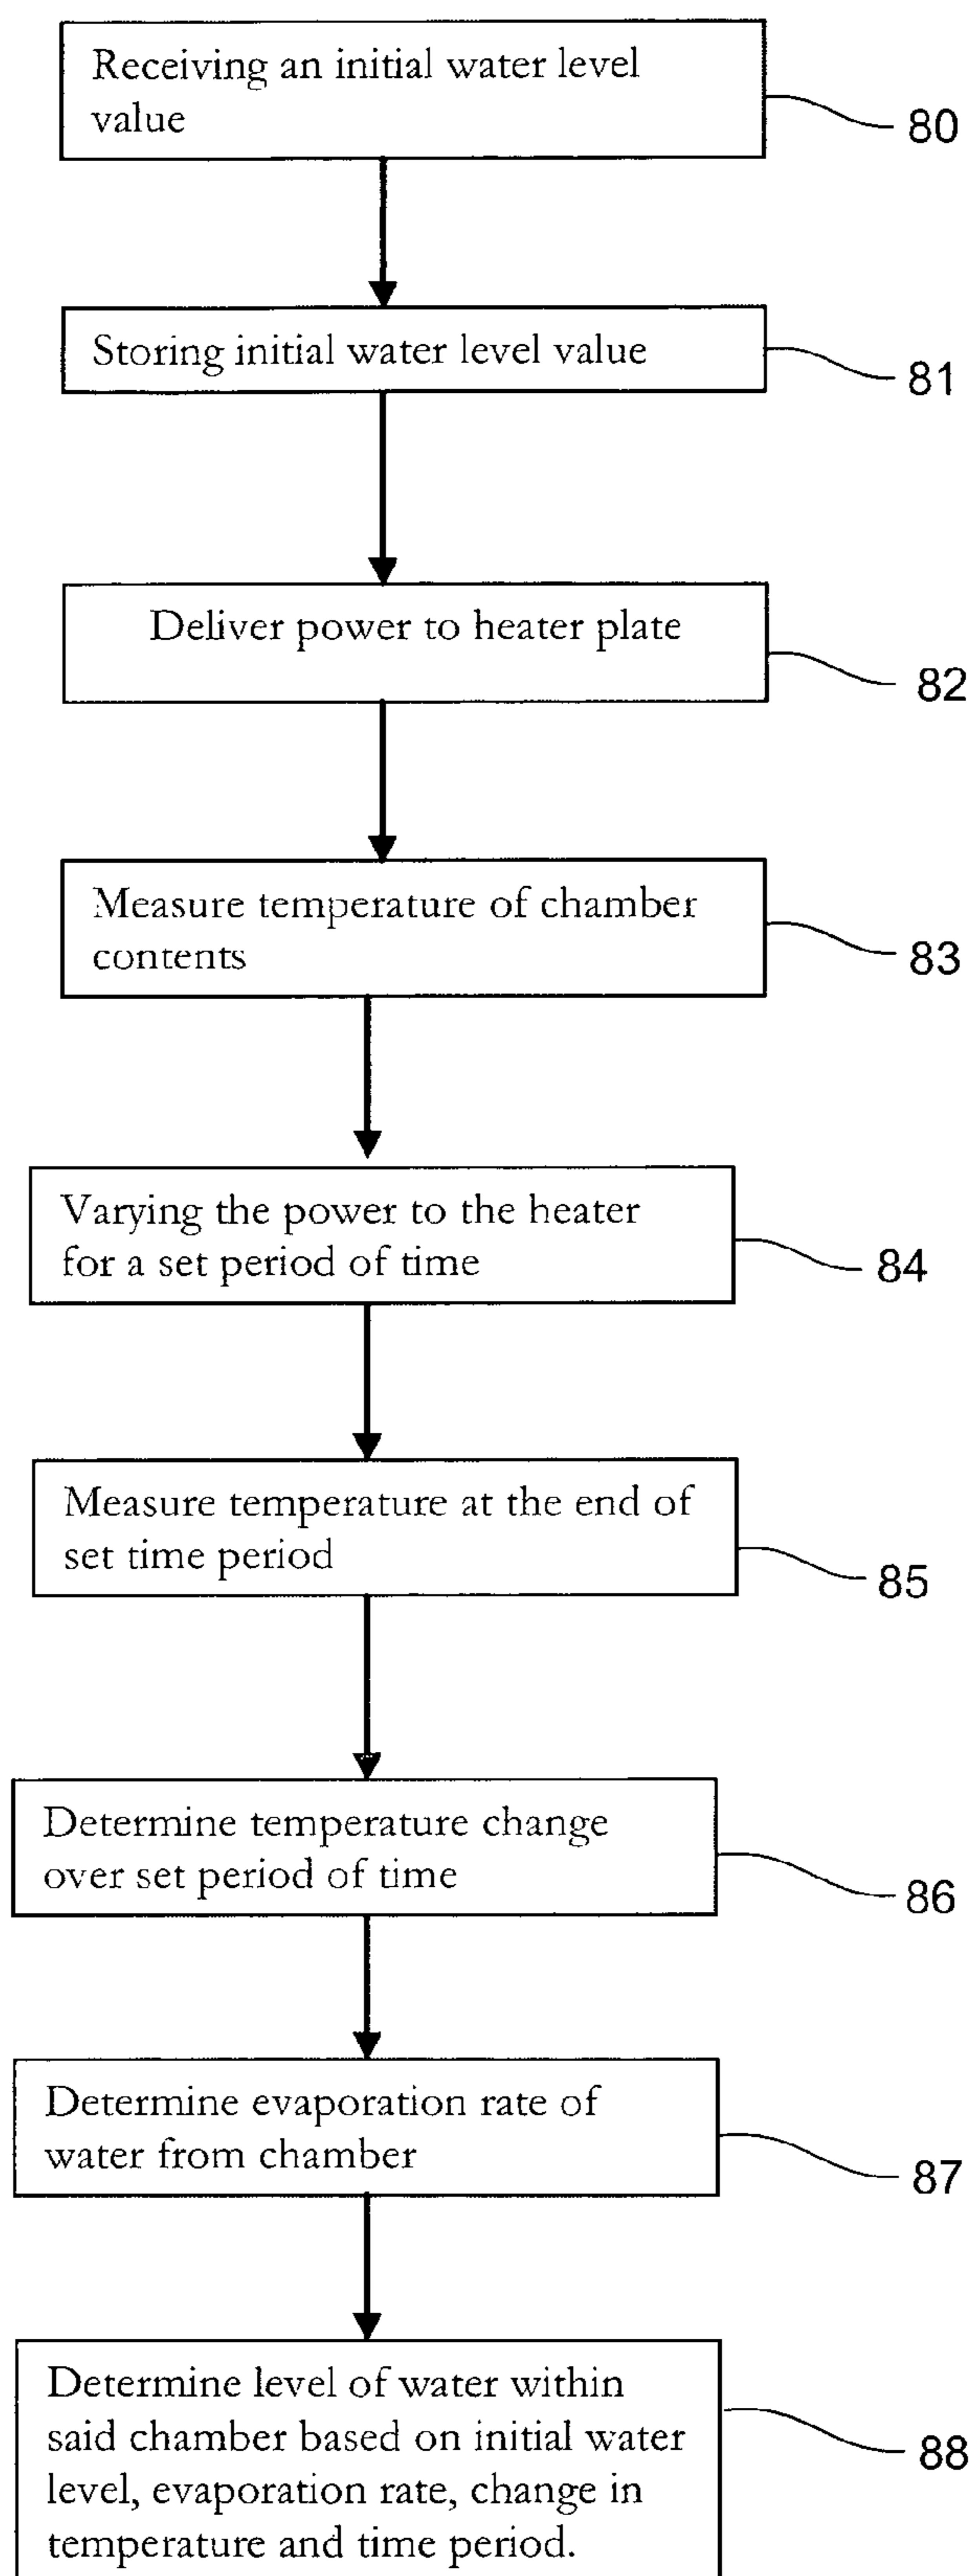 Receiving an initial water level
value
80
Storing initial water level value
81
Deliver power to heater plate
82
Measure temperature of chamber
contents
83
Varying the power to the heater
for a set period of time
84
Measure temperature at the end of
set time period
85
Determine temperature change
over set period of time
86
Determine evaporation rate of
water from chamber
87
Determine level of water within
said chamber based on initial water
level, evaporation rate, change in
temperature and time period.
88